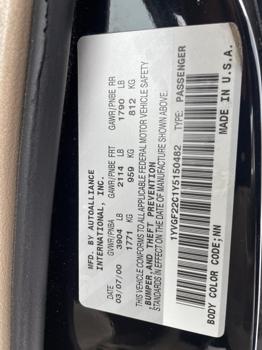 MFD BY AUTOALLIANCE
INTERNATIONAL, INC.
DATE GVWR/PNBV GAWR/PNBE FRT GAWR/PNBE RR
03/07/00 3904 LB 2114 LB 1790 LB
1771 KG 959 KG 812 KG
THIS VEHICLE CONFORMS TO ALL APPLICABLE FEDERAL MOTOR VEHICLE SAFETY
BUMPER, AND THEFT PREVENTION
STANDARDS IN EFFECT ON THE DATE OF MANUFACTURE SHOWN ABOVE.
1YVGF22C1Y5150482 TYPE: PASSENGER
BODY COLOR CODE; NN MADE IN U.S.A.